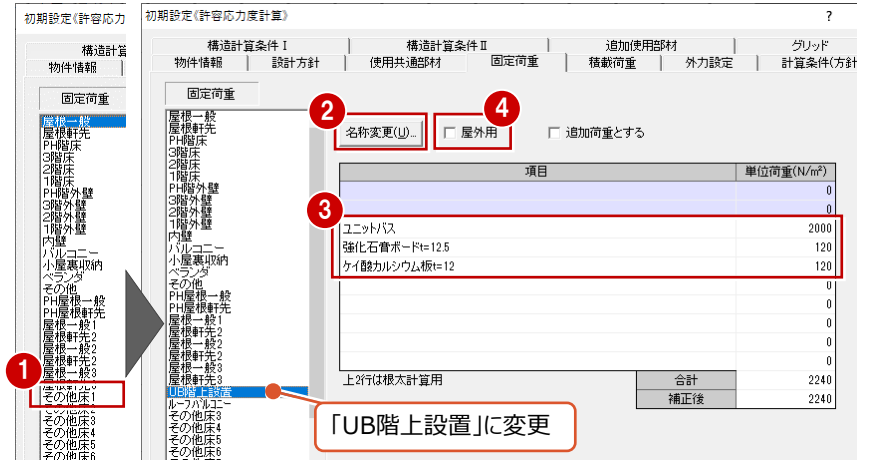 初期設定《許容応力
構造計算
物件情報
固定荷重
屋根一般
屋根軒先
PH階床
3階床
2階床
1階床
PH階外壁
3階外壁
2階外壁
1階外壁
内壁
バルコニー
小屋裏収納
ベランダ
その他
PH屋根一般
PH屋根軒先
屋根一般1
屋根軒先2
屋根一般2
屋根軒先2
屋根一般3
1
その他床1
その他床3
その他床4
その他床5
その他床6
初期設定《許容応力度計算》
?
構造計算条件Ⅰ
構造計算条件Ⅱ
追加使用部材
グリッド
物件情報
設計方針
使用共通部材
固定荷重
積載荷重
外力設定
計算条件(方針
固定荷重
屋根一般
屋根軒先
PH階床
3階床
2階床
1階床
PH階外壁
3階外壁
2階外壁
1階外壁
内壁
バルコニー
小屋裏収納
ベランダ
その他
PH屋根一般
PH屋根軒先
屋根一般1
屋根軒先2
屋根一般2
屋根軒先2
屋根一般3
屋根軒先3
UB階上設置
ルーフバルコニー
その他床3
その他床4
その他床5
その他床6
2
名称変更(U)...
4
屋外用
追加荷重とする
項目
単位荷重(N/m²)
0
0
3
ユニットバス
2000
強化石膏ボードt=12.5
120
ケイ酸カルシウム板t=12
120
0
0
0
0
0
上2行は根太計算用
合計
2240
補正後
2240
「UB階上設置」に変更